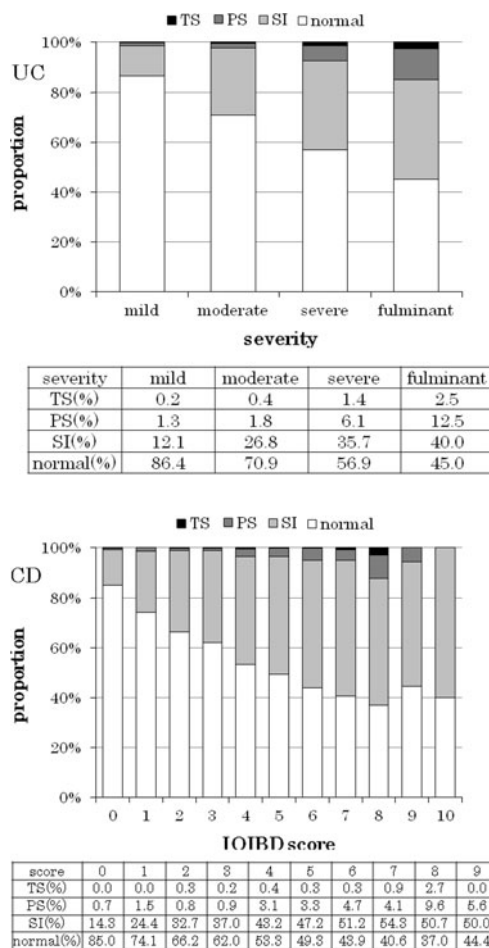 ■ TS ■ PS ■ SI □ normal
UC
100%
80%
60%
40%
20%
0%
proportion
mild moderate severe fulminant
severity
severity mild moderate severe fulminant
TS(%) 0.2 0.4 1.4 2.5
PS(%) 1.3 1.8 6.1 12.5
SI(%) 12.1 26.8 35.7 40.0
normal(%) 86.4 70.9 56.9 45.0
■ TS ■ PS ■ SI □ normal
CD
100%
80%
60%
40%
20%
0%
proportion
0 1 2 3 4 5 6 7 8 9 10
IOIBD score
score 0 1 2 3 4 5 6 7 8 9
TS(%) 0.0 0.0 0.3 0.2 0.4 0.3 0.3 0.9 2.7 0.0
PS(%) 0.7 1.5 0.8 0.9 3.1 3.3 4.7 4.1 9.6 5.6
SI(%) 14.3 24.4 32.7 37.0 43.2 47.2 51.2 54.3 50.7 50.0
normal(%) 85.0 74.1 66.2 62.0 53.3 49.3 43.9 40.6 37.0 44.4